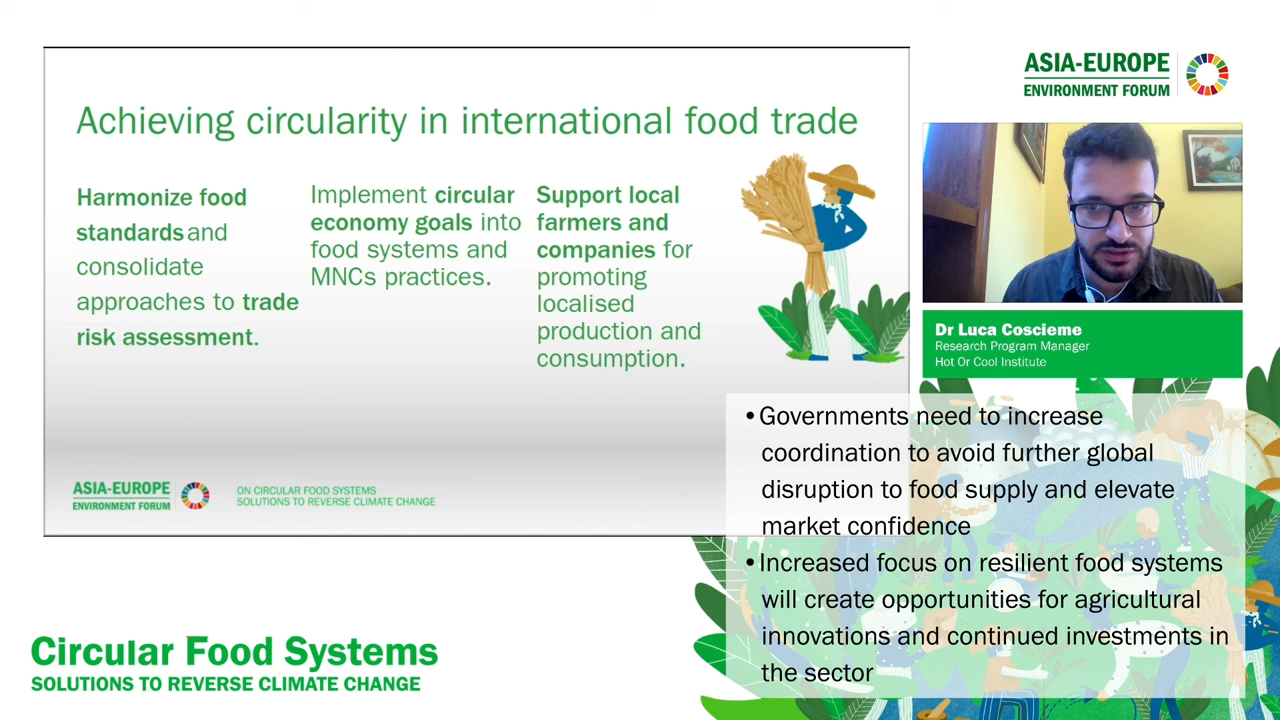 Achieving circularity in international food trade
Harmonize food
standards and
consolidate
approaches to trade
risk assessment.
Implement circular
economy goals into
food systems and
MNCs practices.
Support local
farmers and
companies for
promoting
localised
production and
consumption.
ASIA-EUROPE
ENVIRONMENT FORUM
ON CIRCULAR FOOD SYSTEMS
SOLUTIONS TO REVERSE CLIMATE CHANGE
ASIA-EUROPE
ENVIRONMENT FORUM
Dr Luca Coscieme
Research Program Manager
Hot Or Cool Institute
•Governments need to increase
coordination to avoid further global
disruption to food supply and elevate
market confidence
•Increased focus on resilient food systems
will create opportunities for agricultural
innovations and continued investments in
the sector
Circular Food Systems
SOLUTIONS TO REVERSE CLIMATE CHANGE